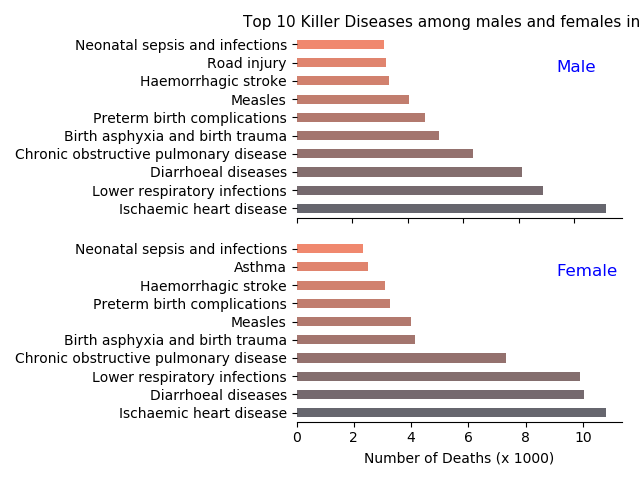 Top 10 Killer Diseases among males and females in
Neonatal sepsis and infections
Road injury
Male
Haemorrhagic stroke
Measles
Preterm birth complications
Birth asphyxia and birth trauma
Chronic obstructive pulmonary disease
Diarrhoeal diseases
Lower respiratory infections
Ischaemic heart disease
Neonatal sepsis and infections
Asthma
Female
Haemorrhagic stroke
Preterm birth complications
Measles
Birth asphyxia and birth trauma
Chronic obstructive pulmonary disease
Lower respiratory infections
Diarrhoeal diseases
Ischaemic heart disease
0 2 4 6 8 10
Number of Deaths (x 1000)